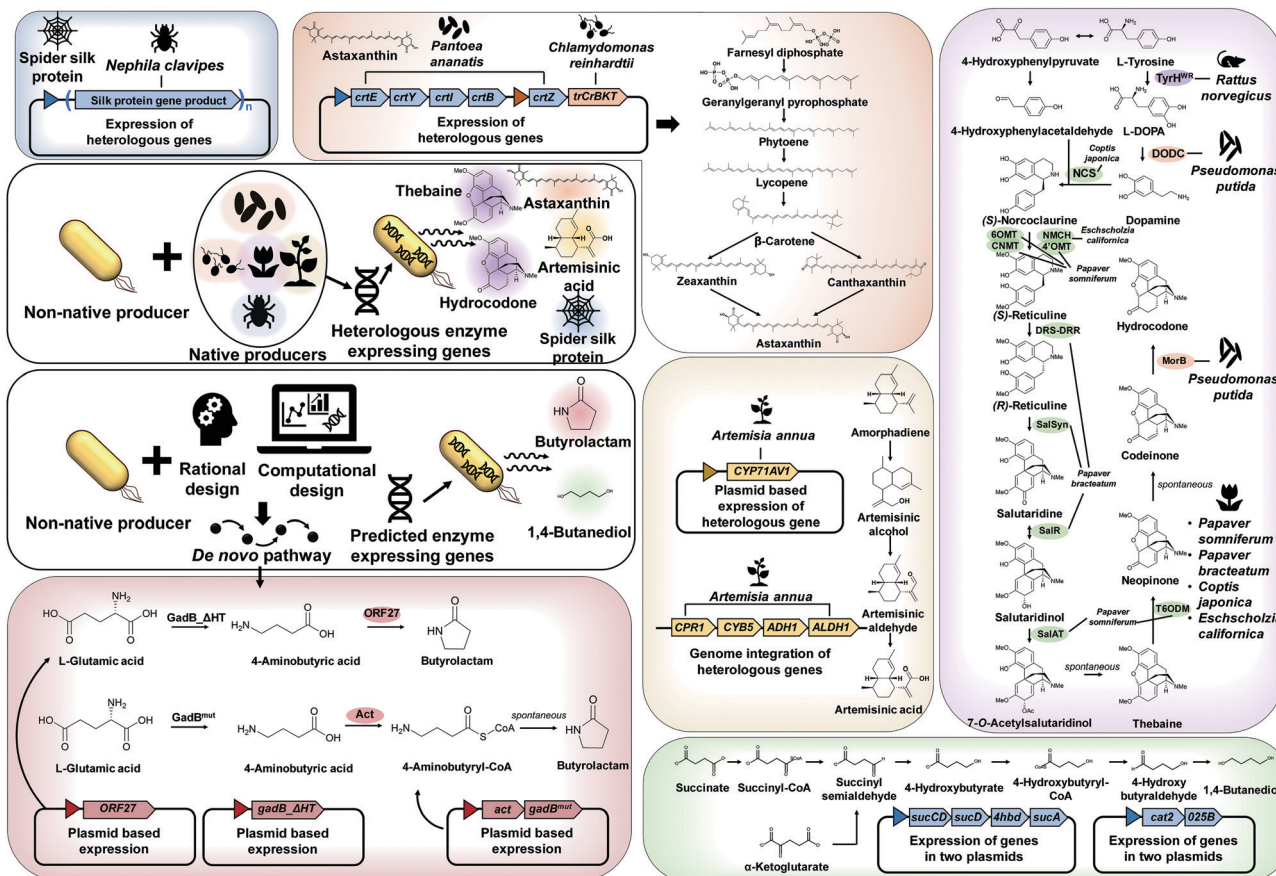 Spider silk
protein
Nephila clavipes
Silk protein gene product
n
Expression of
heterologous genes
Astaxanthin
Pantoea
ananatis
Chlamydomonas
reinhardtii
crtE
crtY
crtI
crtB
crtZ
trCrBKT
Expression of
heterologous genes
Farnesyl diphosphate
Geranylgeranyl pyrophosphate
Phytoene
Lycopene
β-Carotene
Zeaxanthin
Canthaxanthin
Astaxanthin
Non-native producer
Native producers
Heterologous enzyme
expressing genes
Thebaine
Astaxanthin
Hydrocodone
Artemisinic
acid
Spider silk
protein
Non-native producer
Rational
design
Computational
design
De novo pathway
Predicted enzyme
expressing genes
Butyrolactam
1,4-Butanediol
L-Glutamic acid
GadB_ΔHT
4-Aminobutyric acid
ORF27
Butyrolactam
L-Glutamic acid
GadBmut
4-Aminobutyric acid
Act
4-Aminobutyryl-CoA
spontaneous
Butyrolactam
ORF27
Plasmid based
expression
gadB_ΔHT
Plasmid based
expression
act
gadBmut
Plasmid based
expression
Artemisia annua
CYP71AV1
Plasmid based
expression of
heterologous gene
Artemisia annua
CPR1
CYB5
ADH1
ALDH1
Genome integration of
heterologous genes
Amorphadiene
Artemisinic
alcohol
Artemisinic
aldehyde
Artemisinic acid
4-Hydroxyphenylpyruvate
L-Tyrosine
TyrHWR
Rattus
norvegicus
4-Hydroxyphenylacetaldehyde
L-DOPA
Coptis
japonica
NCS
DODC
Pseudomonas
putida
(S)-Norcoclaurine
Dopamine
6OMT
CNMT
NMCH
4'OMT
Eschscholzia
californica
Papaver
somniferum
(S)-Reticuline
Hydrocodone
DRS-DRR
MorB
Pseudomonas
putida
(R)-Reticuline
SalSyn
Codeinone
Papaver
bracteatum
spontaneous
Salutaridine
SalR
Neopinone
• Papaver
somniferum
• Papaver
bracteatum
• Coptis
japonica
• Eschscholzia
californica
Salutaridinol
SalAT
Papaver
somniferum
T6ODM
spontaneous
7-O-Acetylsalutaridinol
Thebaine
Succinate
Succinyl-CoA
Succinyl
semialdehyde
4-Hydroxybutyrate
4-Hydroxybutyryl-
CoA
4-Hydroxy
butyraldehyde
1,4-Butanediol
α-Ketoglutarate
sucCD
sucD
4hbd
sucA
Expression of genes
in two plasmids
cat2
025B
Expression of genes
in two plasmids